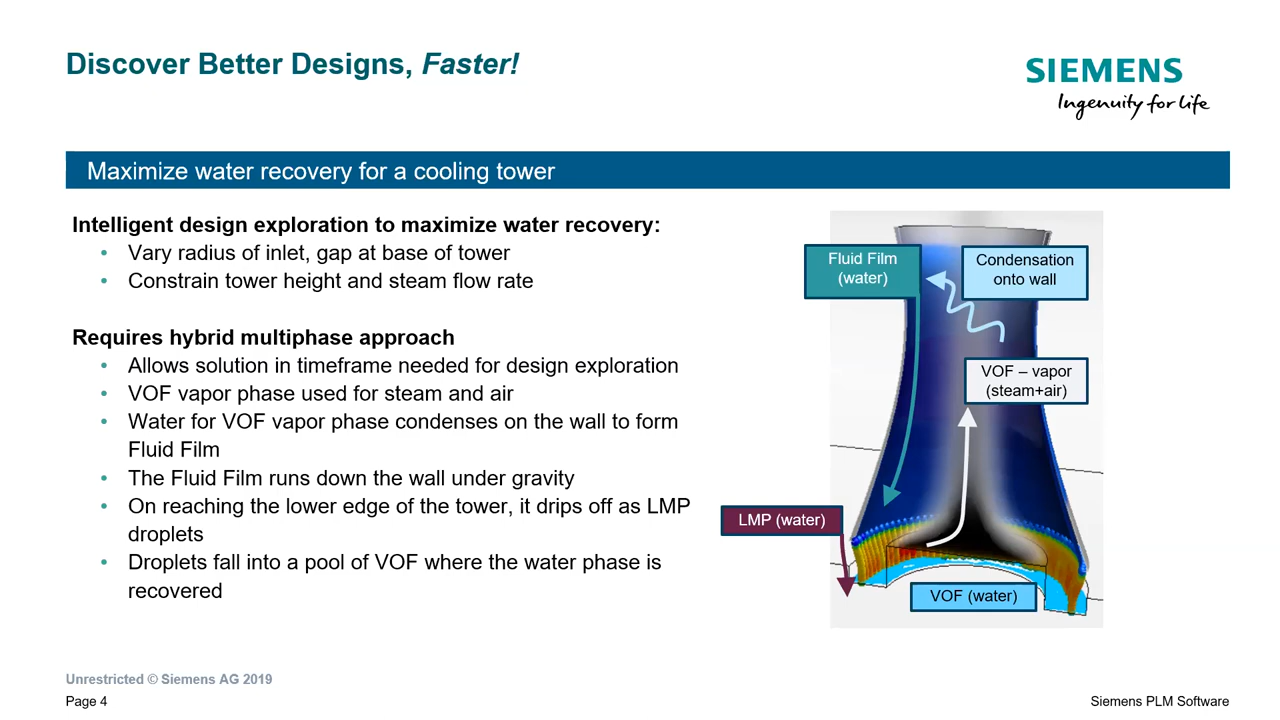 Discover Better Designs, Faster!
SIEMENS
Ingenuity for life
Maximize water recovery for a cooling tower
Intelligent design exploration to maximize water recovery:
• Vary radius of inlet, gap at base of tower
• Constrain tower height and steam flow rate
Requires hybrid multiphase approach
• Allows solution in timeframe needed for design exploration
• VOF vapor phase used for steam and air
• Water for VOF vapor phase condenses on the wall to form
Fluid Film
• The Fluid Film runs down the wall under gravity
• On reaching the lower edge of the tower, it drips off as LMP
droplets
• Droplets fall into a pool of VOF where the water phase is
recovered
Fluid Film
(water)
Condensation
onto wall
VOF – vapor
(steam+air)
LMP (water)
VOF (water)
Unrestricted © Siemens AG 2019
Page 4
Siemens PLM Software